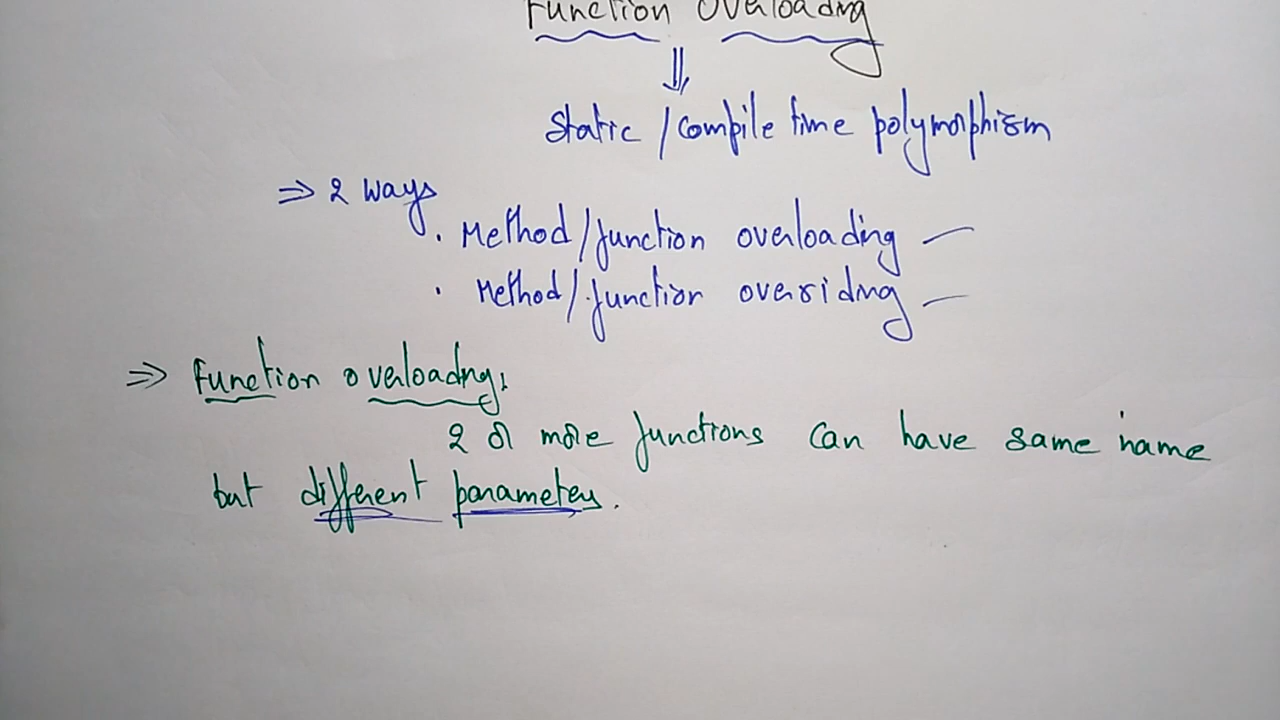 Function Overloading
⇓
Static / Compile time polymorphism
⇒ 2 ways
. Method/function overloading —
. Method/function overriding —
⇒ Function overloading:
2 or more functions can have same name
but different parameters.